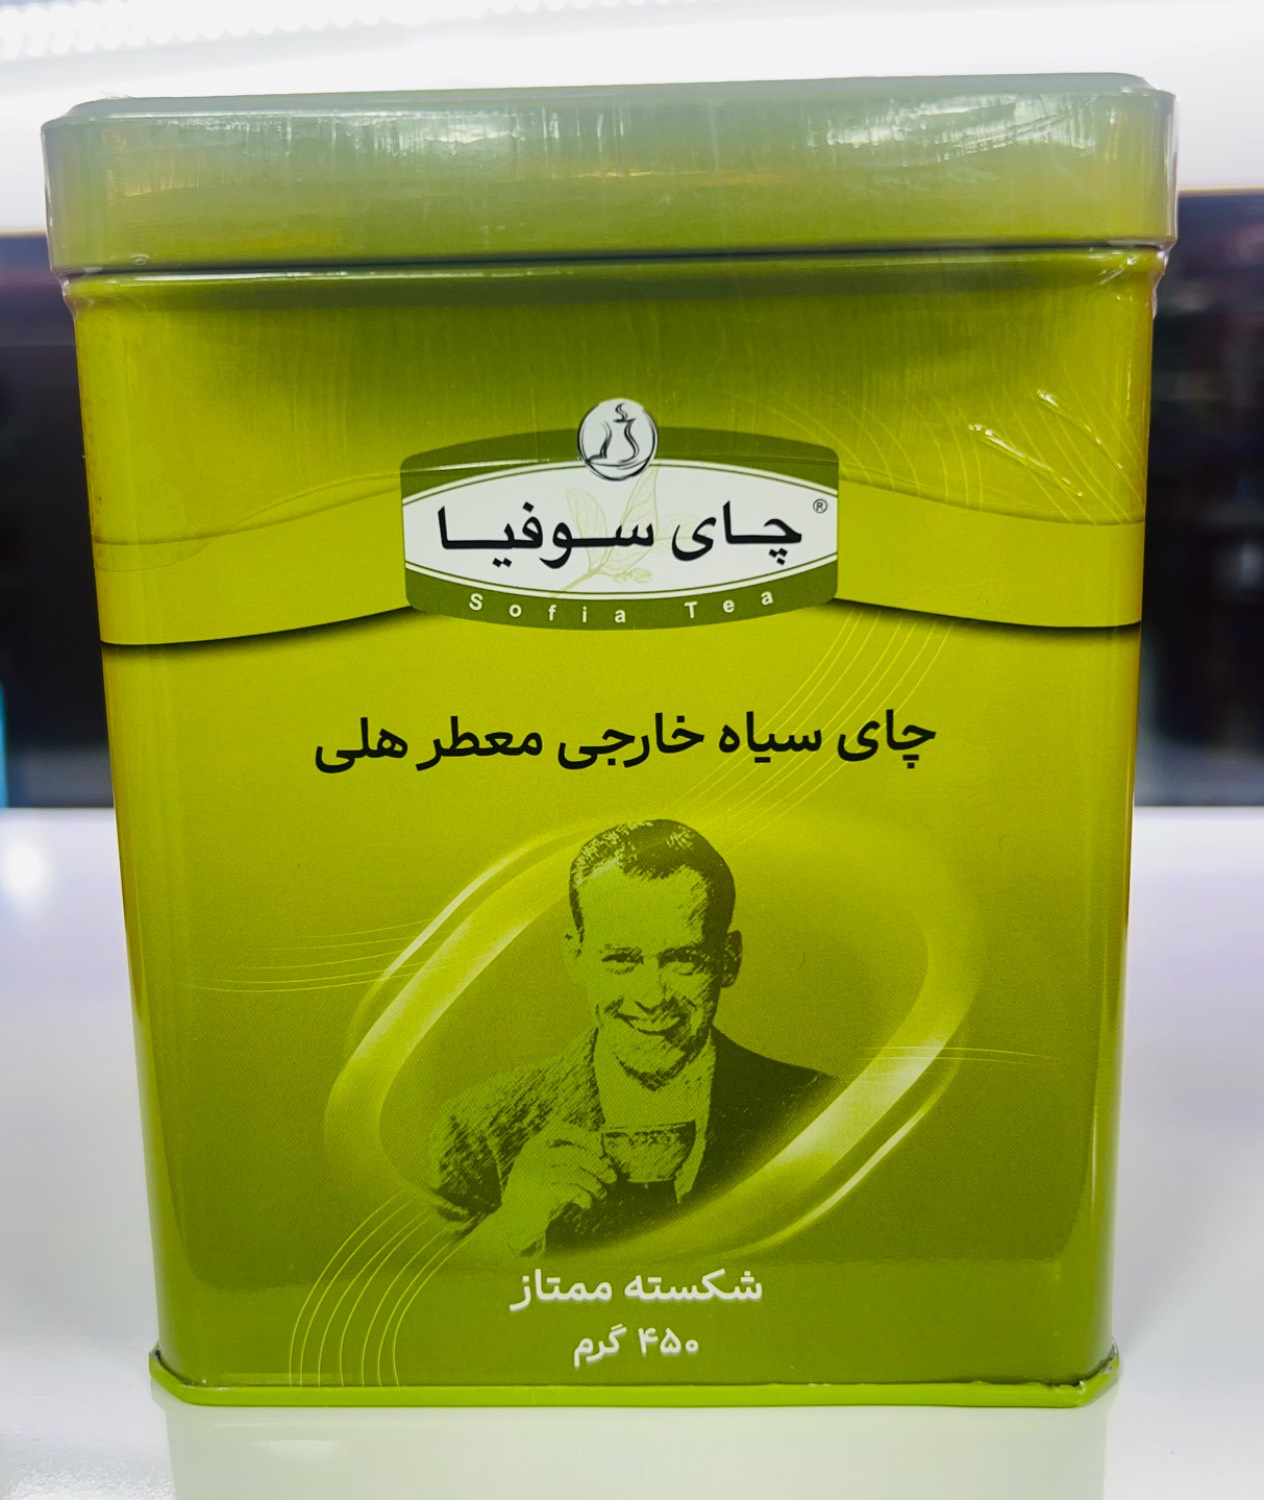 چای سوفیا ®
Sofia Tea
چای سیاه خارجی معطر هلی
شکسته ممتاز
۴۵۰ گرم